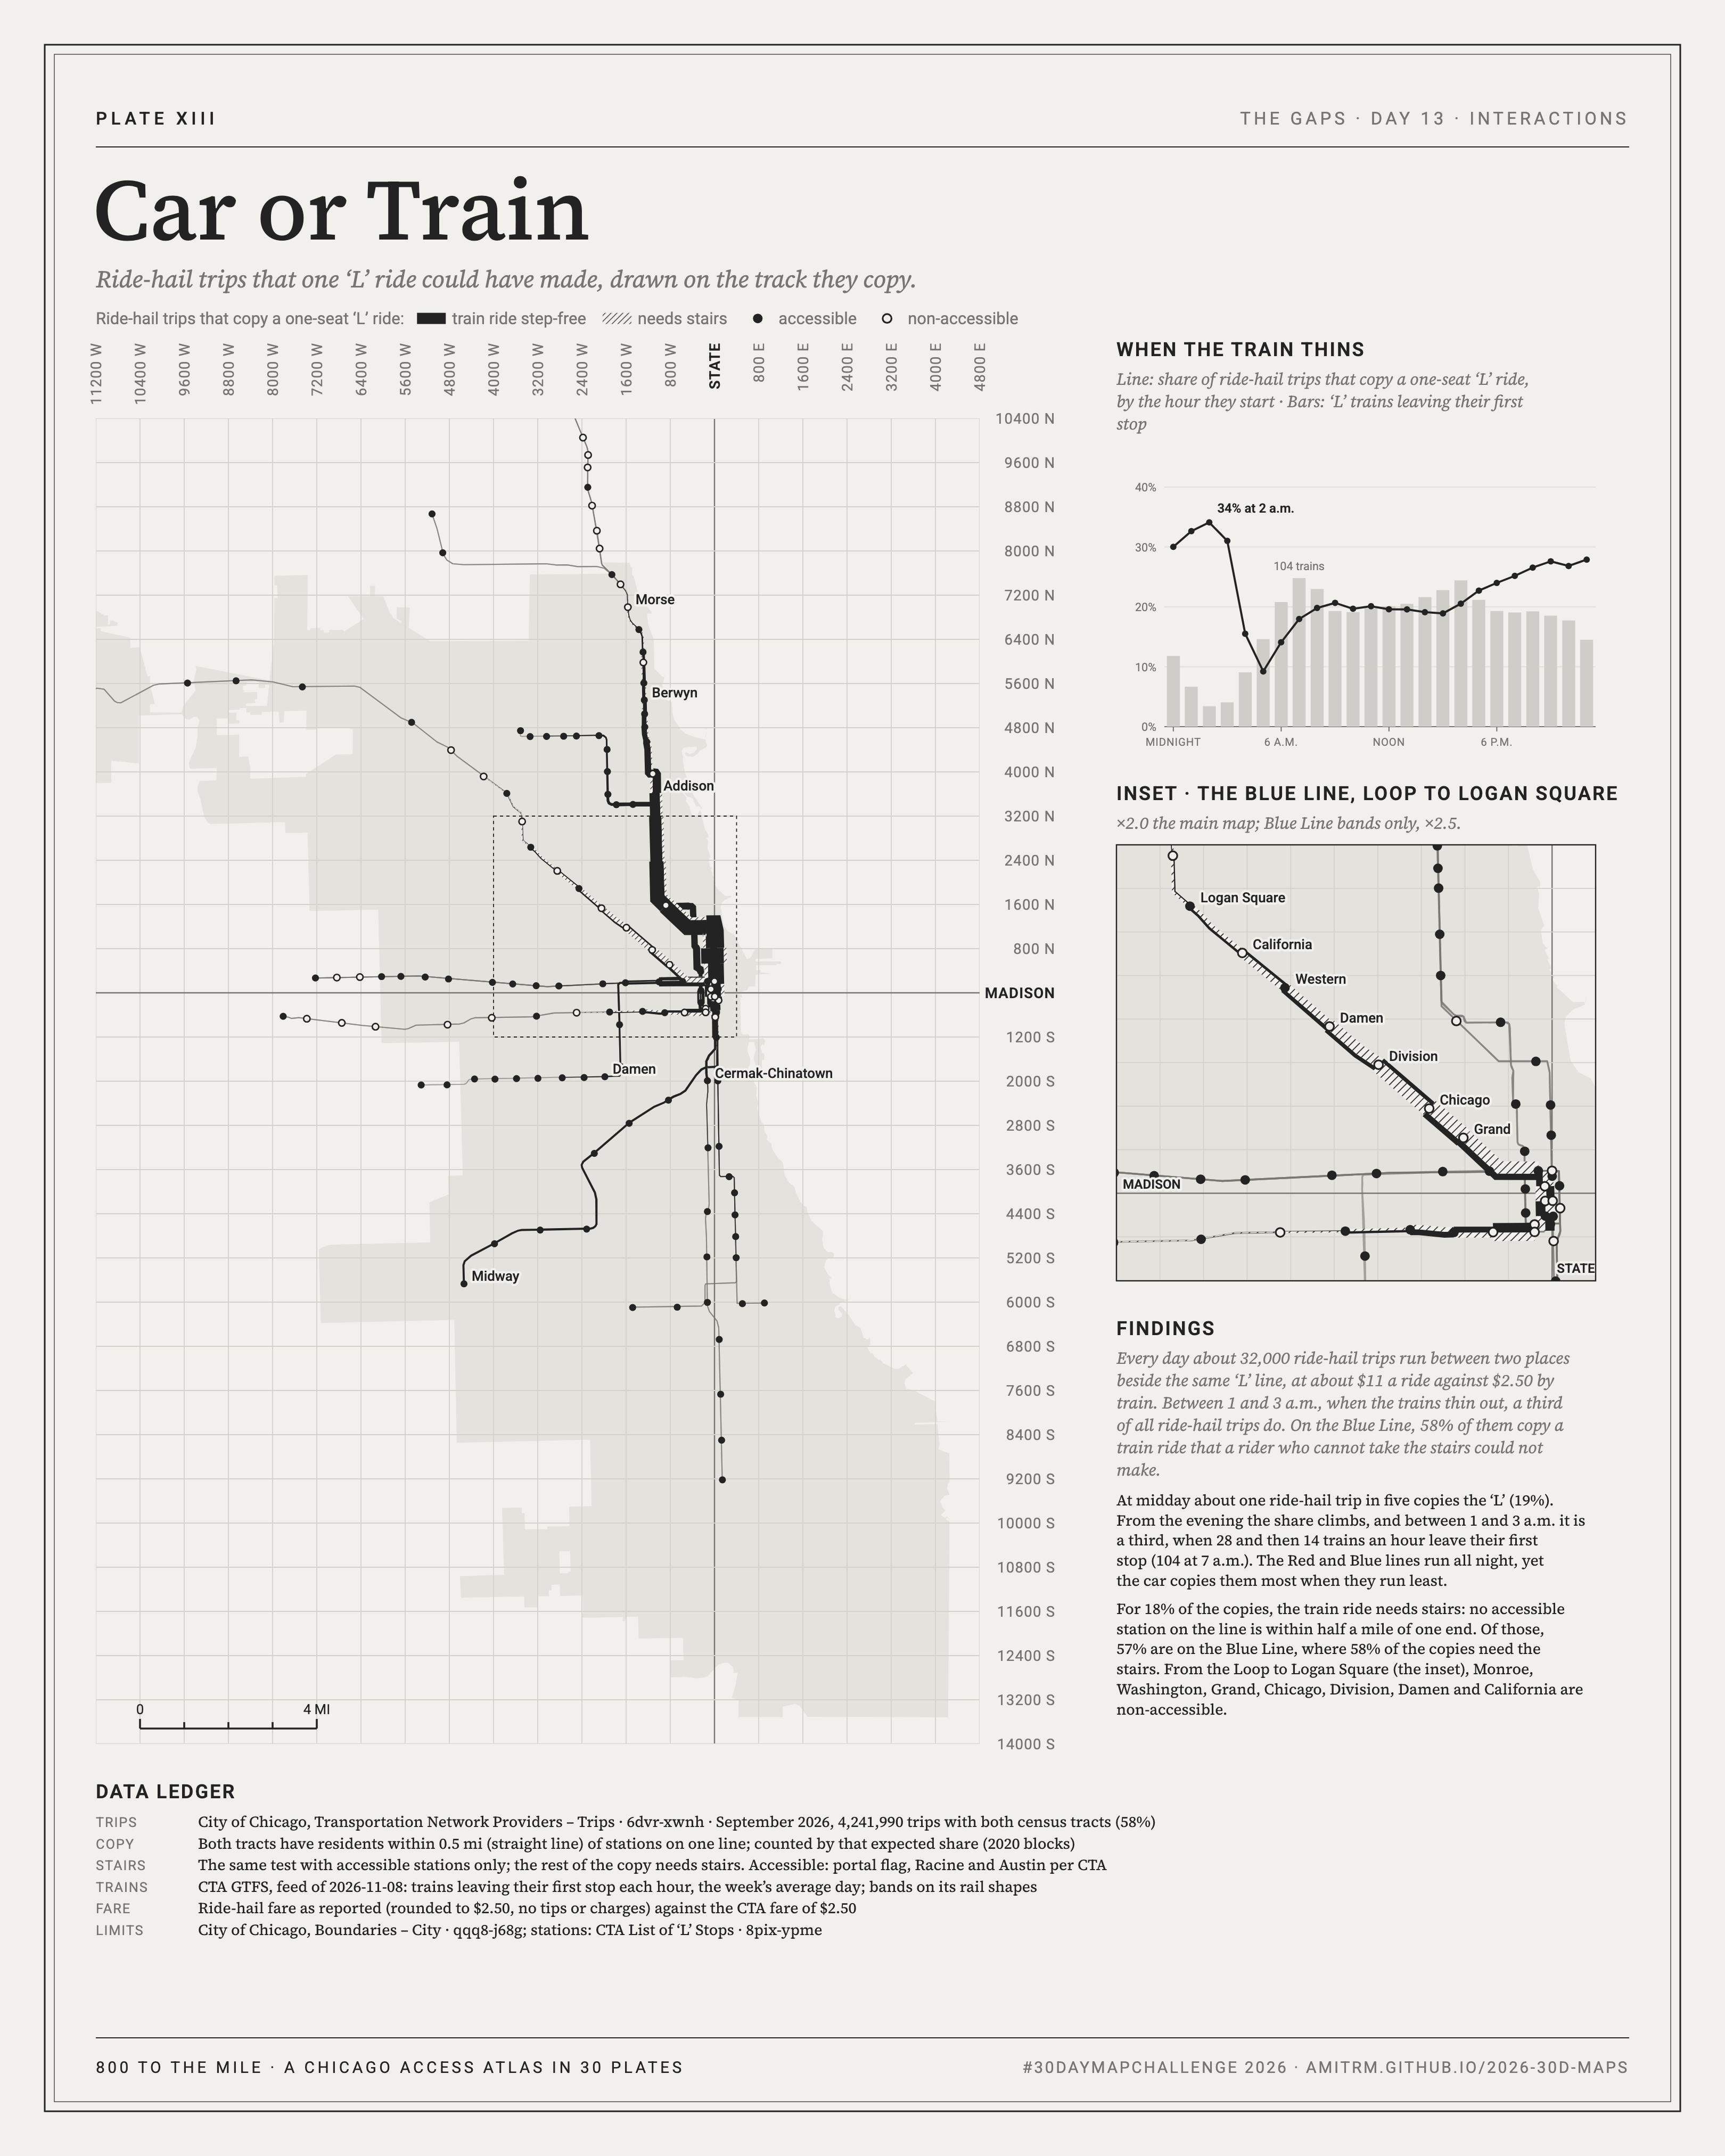 PLATE XIII
THE GAPS · DAY 13 · INTERACTIONS
Car or Train
Ride-hail trips that one ‘L’ ride could have made, drawn on the track they copy.
Ride-hail trips that copy a one-seat ‘L’ ride: train ride step-free needs stairs accessible non-accessible
11200 W
10400 W
9600 W
8800 W
8000 W
7200 W
6400 W
5600 W
4800 W
4000 W
3200 W
2400 W
1600 W
800 W
STATE
800 E
1600 E
2400 E
3200 E
4000 E
4800 E
10400 N
9600 N
8800 N
8000 N
7200 N
6400 N
5600 N
4800 N
4000 N
3200 N
2400 N
1600 N
800 N
MADISON
1200 S
2000 S
2800 S
3600 S
4400 S
5200 S
6000 S
6800 S
7600 S
8400 S
9200 S
10000 S
10800 S
11600 S
12400 S
13200 S
14000 S
Morse
Berwyn
Addison
Damen
Cermak-Chinatown
Midway
0
4 MI
WHEN THE TRAIN THINS
Line: share of ride-hail trips that copy a one-seat ‘L’ ride,
by the hour they start · Bars: ‘L’ trains leaving their first
stop
40%
30%
20%
10%
0%
34% at 2 a.m.
104 trains
MIDNIGHT
6 A.M.
NOON
6 P.M.
INSET · THE BLUE LINE, LOOP TO LOGAN SQUARE
×2.0 the main map; Blue Line bands only, ×2.5.
Logan Square
California
Western
Damen
Division
Chicago
Grand
MADISON
STATE
FINDINGS
Every day about 32,000 ride-hail trips run between two places
beside the same ‘L’ line, at about $11 a ride against $2.50 by
train. Between 1 and 3 a.m., when the trains thin out, a third
of all ride-hail trips do. On the Blue Line, 58% of them copy a
train ride that a rider who cannot take the stairs could not
make.
At midday about one ride-hail trip in five copies the ‘L’ (19%).
From the evening the share climbs, and between 1 and 3 a.m. it is
a third, when 28 and then 14 trains an hour leave their first
stop (104 at 7 a.m.). The Red and Blue lines run all night, yet
the car copies them most when they run least.
For 18% of the copies, the train ride needs stairs: no accessible
station on the line is within half a mile of one end. Of those,
57% are on the Blue Line, where 58% of the copies need the
stairs. From the Loop to Logan Square (the inset), Monroe,
Washington, Grand, Chicago, Division, Damen and California are
non-accessible.
DATA LEDGER
TRIPS City of Chicago, Transportation Network Providers – Trips · 6dvr-xwnh · September 2026, 4,241,990 trips with both census tracts (58%)
COPY Both tracts have residents within 0.5 mi (straight line) of stations on one line; counted by that expected share (2020 blocks)
STAIRS The same test with accessible stations only; the rest of the copy needs stairs. Accessible: portal flag, Racine and Austin per CTA
TRAINS CTA GTFS, feed of 2026-11-08: trains leaving their first stop each hour, the week’s average day; bands on its rail shapes
FARE Ride-hail fare as reported (rounded to $2.50, no tips or charges) against the CTA fare of $2.50
LIMITS City of Chicago, Boundaries – City · qqq8-j68g; stations: CTA List of ‘L’ Stops · 8pix-ypme
800 TO THE MILE · A CHICAGO ACCESS ATLAS IN 30 PLATES
#30DAYMAPCHALLENGE 2026 · AMITRM.GITHUB.IO/2026-30D-MAPS